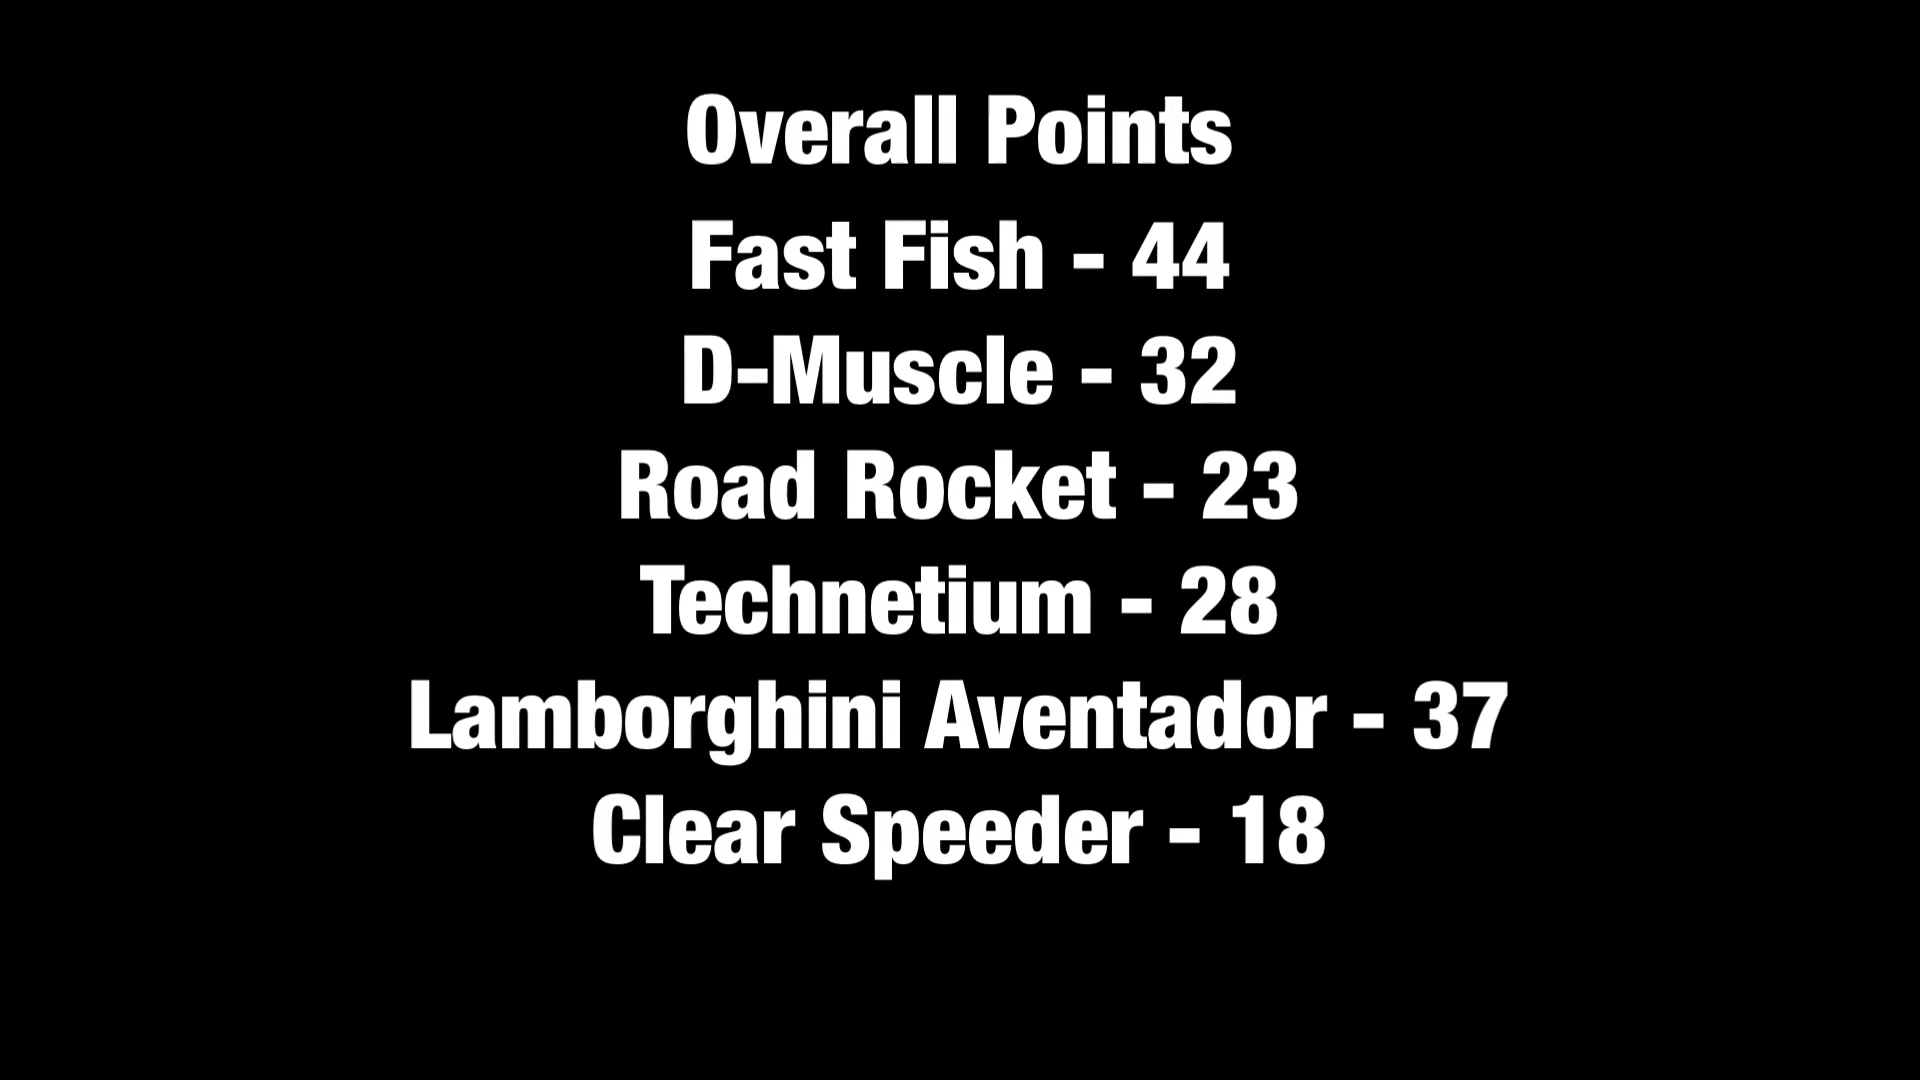 Overall Points
Fast Fish - 44
D-Muscle - 32
Road Rocket - 23
Technetium - 28
Lamborghini Aventador - 37
Clear Speeder - 18